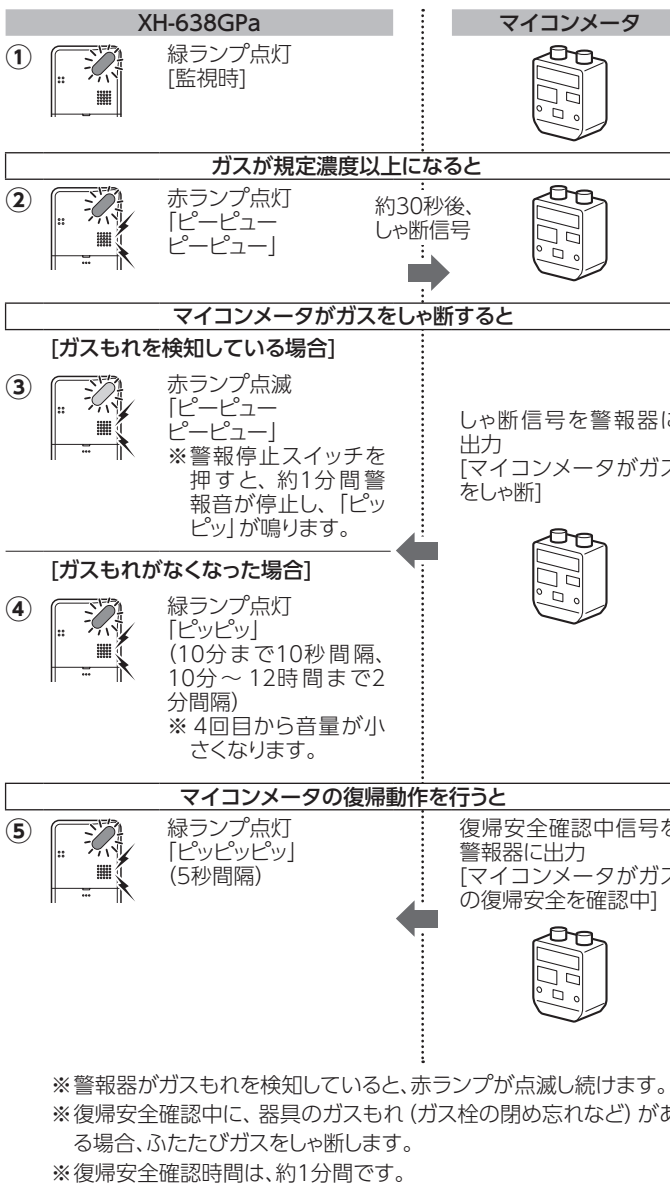 XH-638GPa
マイコンメータ
①
緑ランプ点灯
[監視時]
ガスが規定濃度以上になると
②
赤ランプ点灯
「ピーピュー
ピーピュー」
約30秒後、
しゃ断信号
マイコンメータがガスをしゃ断すると
[ガスもれを検知している場合]
③
赤ランプ点滅
「ピーピュー
ピーピュー」
※警報停止スイッチを
押すと、約1分間警
報音が停止し、「ピッ
ピッ」が鳴ります。
しゃ断信号を警報器に
出力
[マイコンメータがガス
をしゃ断]
[ガスもれがなくなった場合]
④
緑ランプ点灯
「ピッピッ」
(10分まで10秒間隔、
10分～12時間まで2
分間隔)
※4回目から音量が小
さくなります。
マイコンメータの復帰動作を行うと
⑤
緑ランプ点灯
「ピッピッピッ」
(5秒間隔)
復帰安全確認中信号を
警報器に出力
[マイコンメータがガス
の復帰安全を確認中]
※警報器がガスもれを検知していると、赤ランプが点滅し続けます。
※復帰安全確認中に、器具のガスもれ(ガス栓の閉め忘れなど)があ
る場合、ふたたびガスをしゃ断します。
※復帰安全確認時間は、約1分間です。